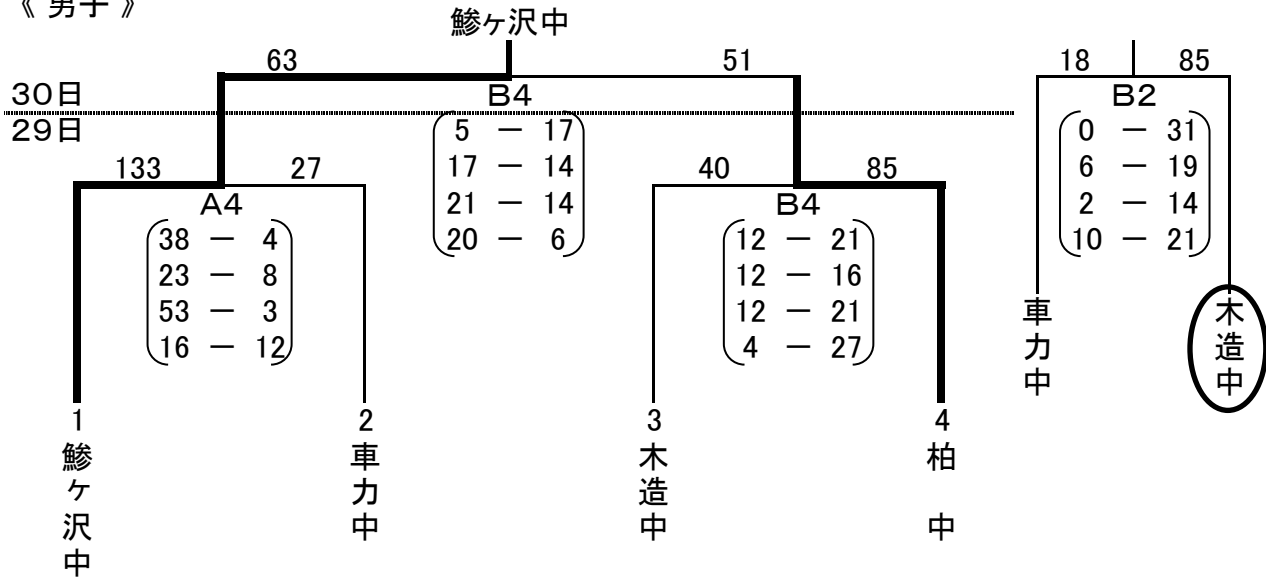 《 男子 》
鰺ヶ沢中
63 51 18 85
30日 B4 B2
29日
5 － 17
17 － 14
21 － 14
20 － 6
0 － 31
6 － 19
2 － 14
10 － 21
133 27 40 85
A4 B4
38 － 4
23 － 8
53 － 3
16 － 12
12 － 21
12 － 16
12 － 21
4 － 27
車力中
木造中
1 2 3 4
鰺ヶ沢中
車力中
木造中
柏　中